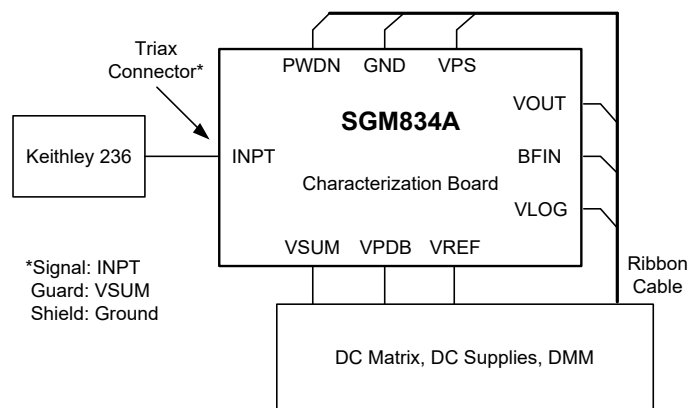 Triax
Connector*
PWDN GND VPS
SGM834A
VOUT
Keithley 236
INPT
BFIN
Characterization Board
VLOG
VSUM VPDB VREF
*Signal: INPT
Guard: VSUM
Shield: Ground
Ribbon
Cable
DC Matrix, DC Supplies, DMM